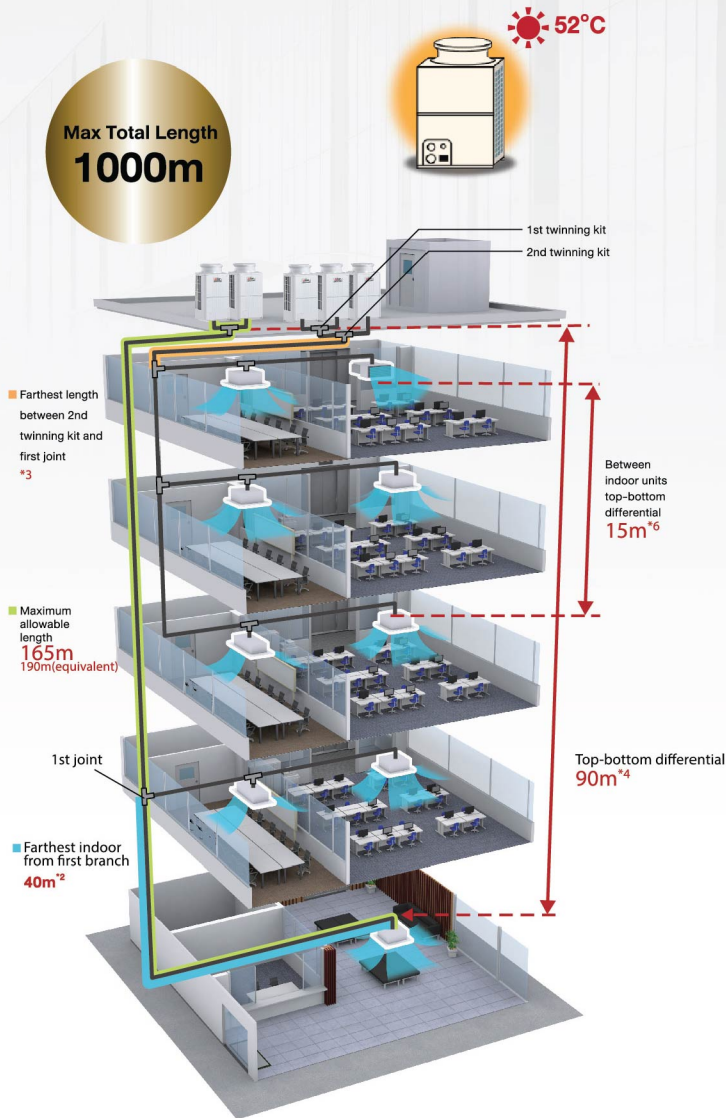 52°C
Max Total Length
1000m
1st twinning kit
2nd twinning kit
Farthest length
between 2nd
twinning kit and
first joint
*3
Between
indoor units
top-bottom
differential
15m*6
Maximum
allowable
length
165m
190m(equivalent)
1st joint
Top-bottom differential
90m*4
Farthest indoor
from first branch
40m*2